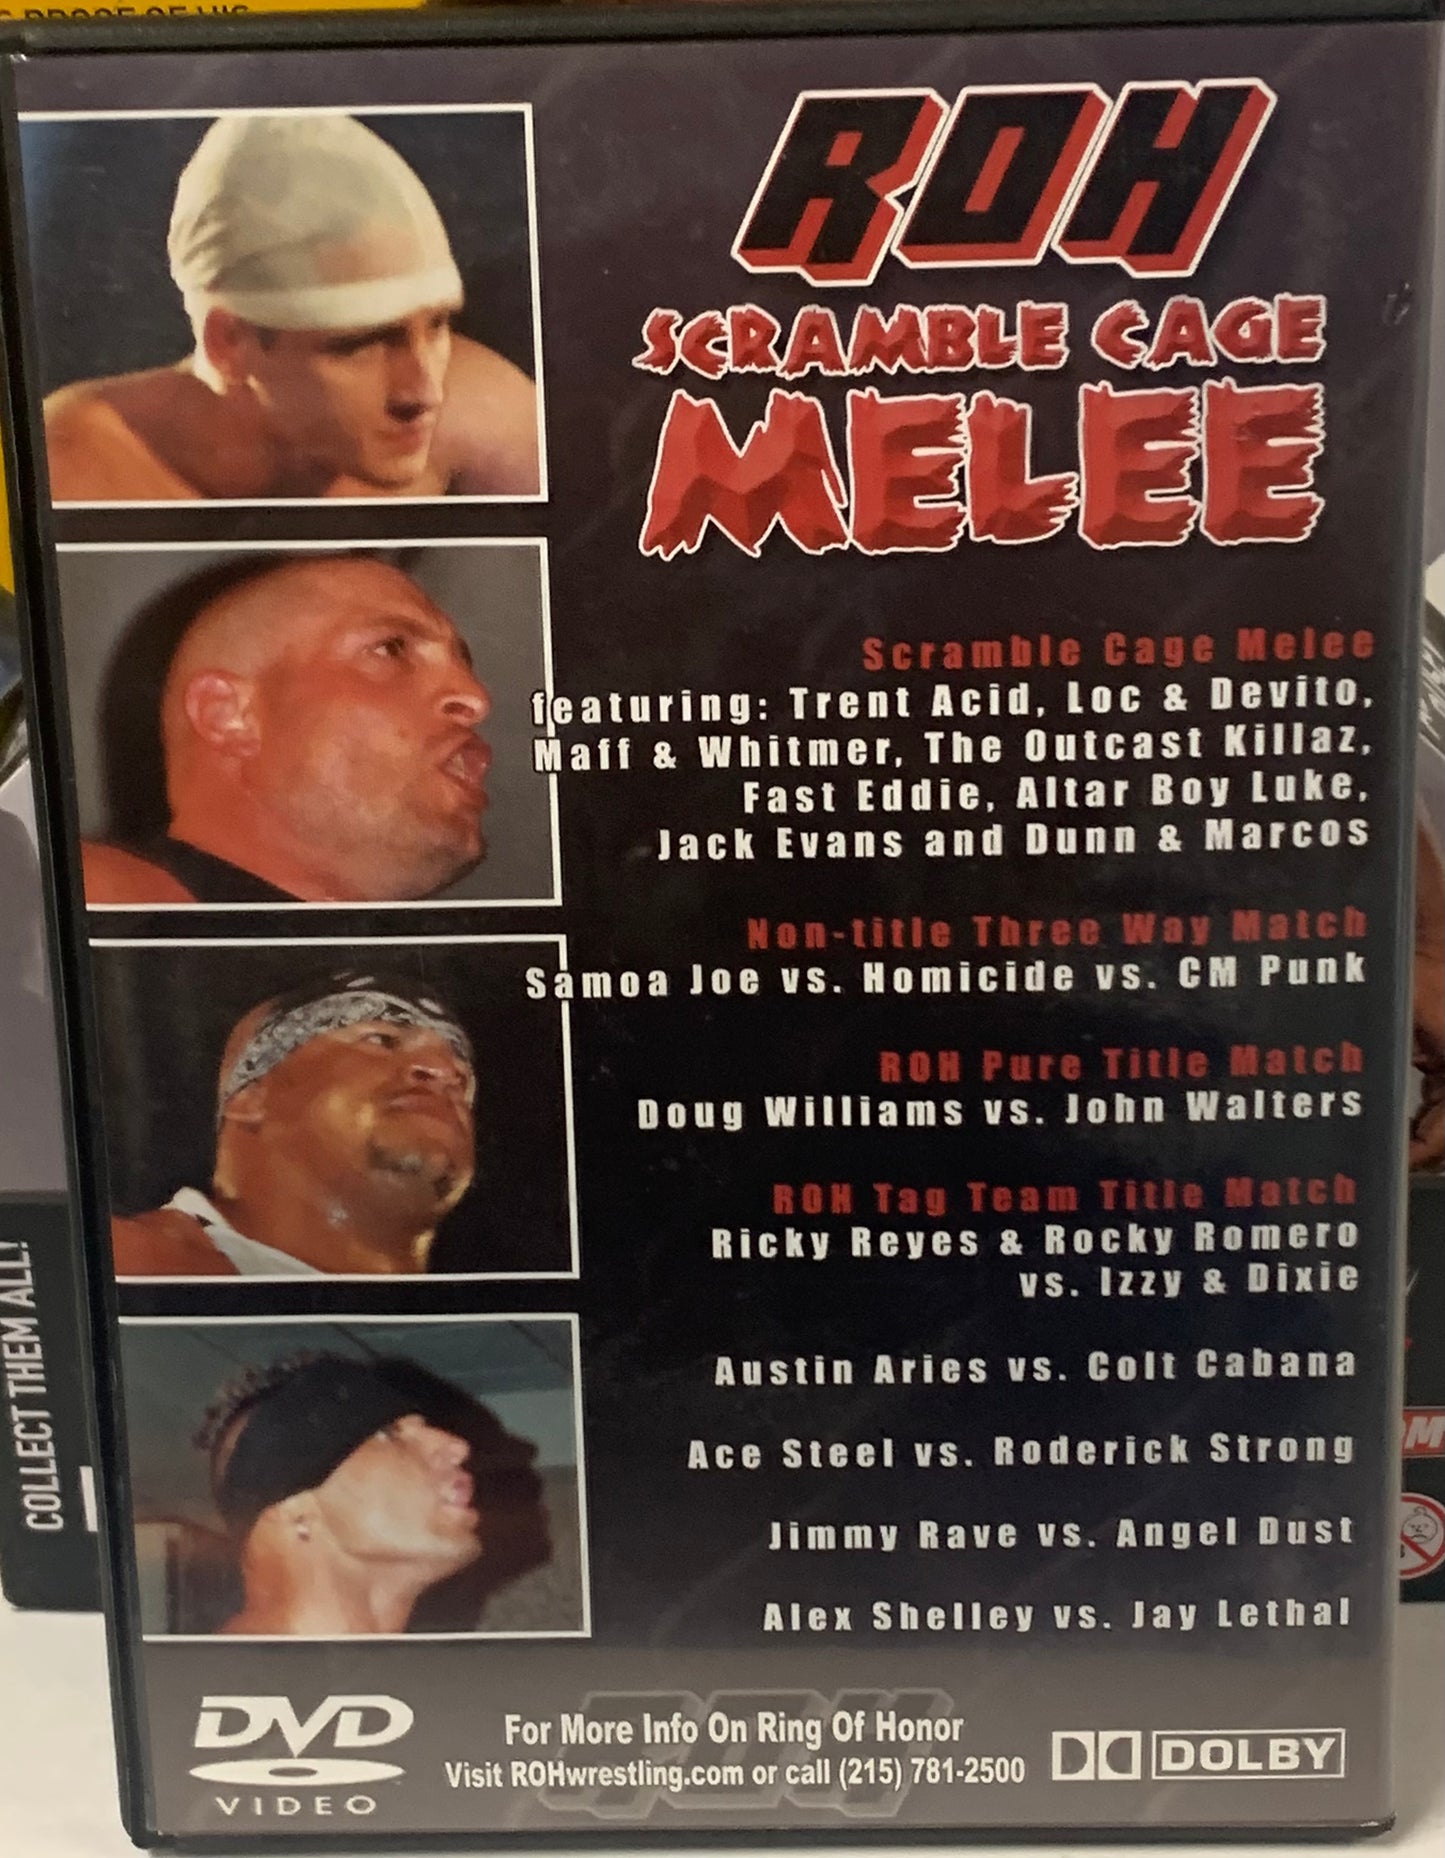 PROOF OF HIS
ROH
SCRAMBLE CAGE
MELEE
Scramble Cage Melee
featuring: Trent Acid, Loc & Devito,
Maff & Whitmer, The Outcast Killaz,
Fast Eddie, Altar Boy Luke,
Jack Evans and Dunn & Marcos
Non-title Three Way Match
Samoa Joe vs. Homicide vs. CM Punk
ROH Pure Title Match
Doug Williams vs. John Walters
ROH Tag Team Title Match
Ricky Reyes & Rocky Romero
vs. Izzy & Dixie
Austin Aries vs. Colt Cabana
Ace Steel vs. Roderick Strong
Jimmy Rave vs. Angel Dust
Alex Shelley vs. Jay Lethal
COLLECT THEM ALL!
DVD
VIDEO
For More Info On Ring Of Honor
Visit ROHwrestling.com or call (215) 781-2500
DOLBY